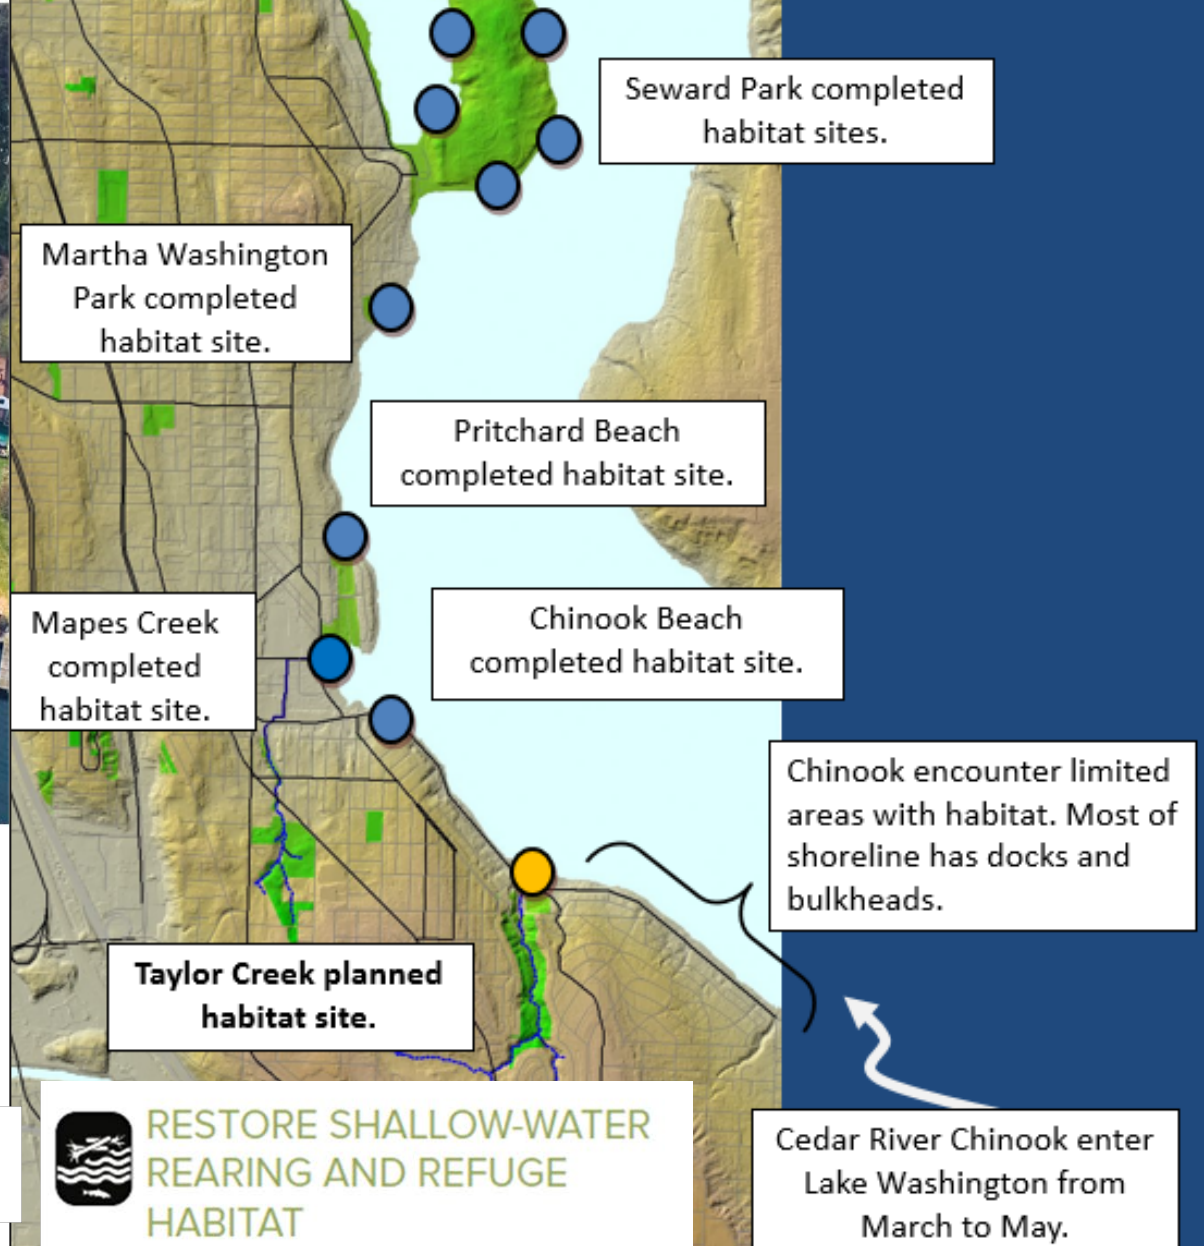 Seward Park completed
habitat sites.
Martha Washington
Park completed
habitat site.
Pritchard Beach
completed habitat site.
Mapes Creek
completed
habitat site.
Chinook Beach
completed habitat site.
Chinook encounter limited
areas with habitat. Most of
shoreline has docks and
bulkheads.
Taylor Creek planned
habitat site.
RESTORE SHALLOW-WATER
REARING AND REFUGE
HABITAT
Cedar River Chinook enter
Lake Washington from
March to May.